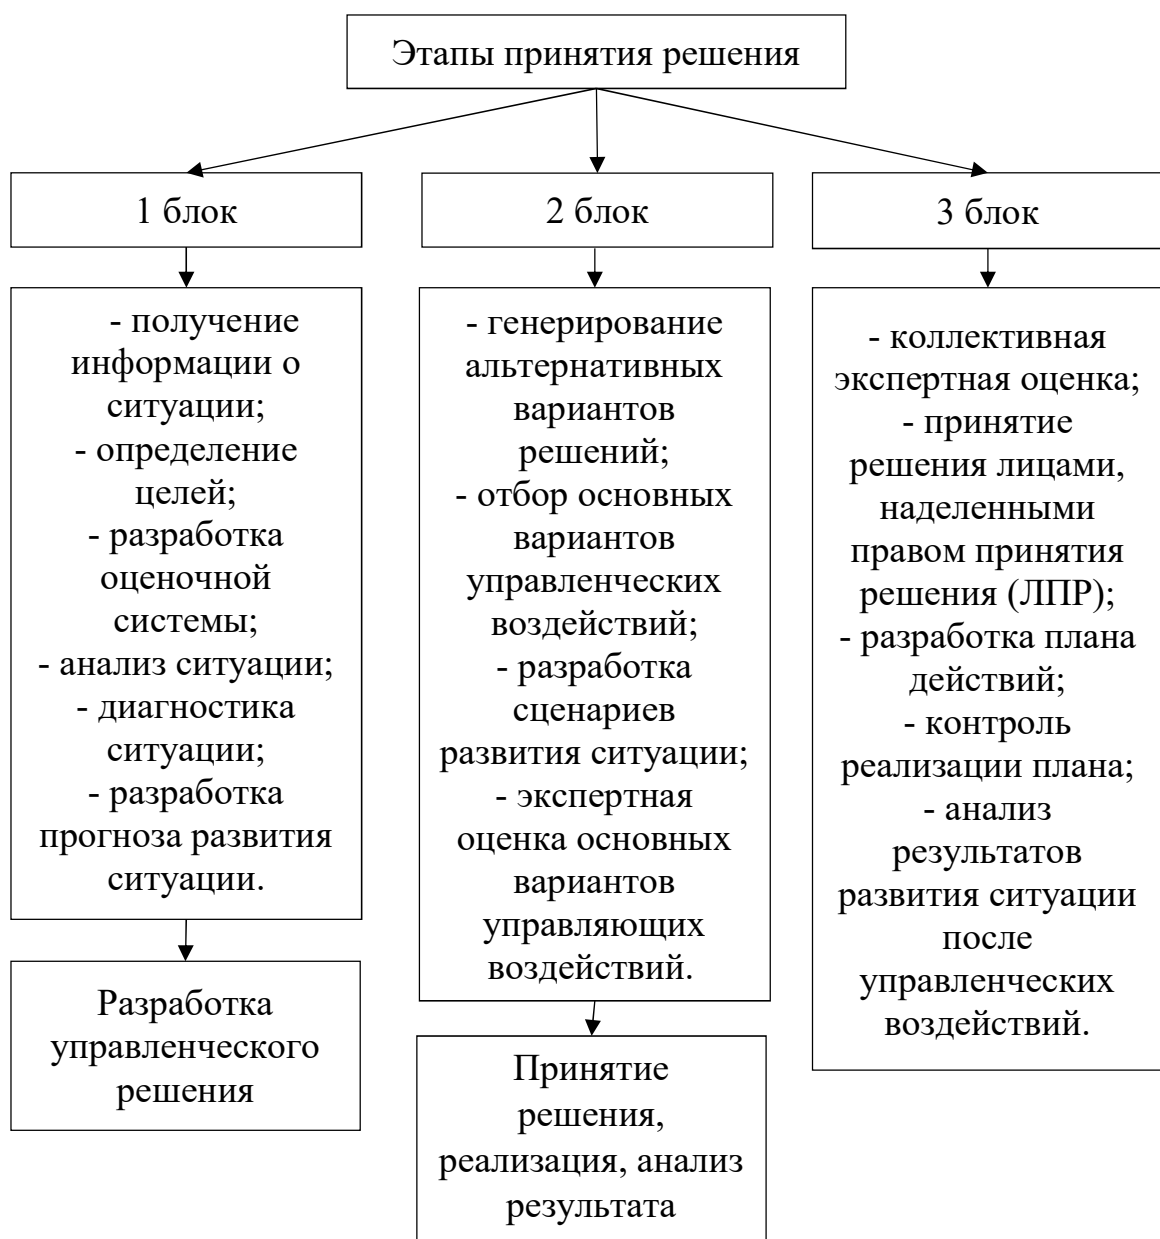 Этапы принятия решения
1 блок
- получение
информации о
ситуации;
- определение
целей;
- разработка
оценочной
системы;
- анализ ситуации;
- диагностика
ситуации;
- разработка
прогноза развития
ситуации.
Разработка
управленческого
решения
2 блок
- генерирование
альтернативных
вариантов
решений;
- отбор основных
вариантов
управленческих
воздействий;
- разработка
сценариев
развития ситуации;
- экспертная
оценка основных
вариантов
управляющих
воздействий.
Принятие
решения,
реализация, анализ
результата
3 блок
- коллективная
экспертная оценка;
- принятие
решения лицами,
наделенными
правом принятия
решения (ЛПР);
- разработка плана
действий;
- контроль
реализации плана;
- анализ
результатов
развития ситуации
после
управленческих
воздействий.